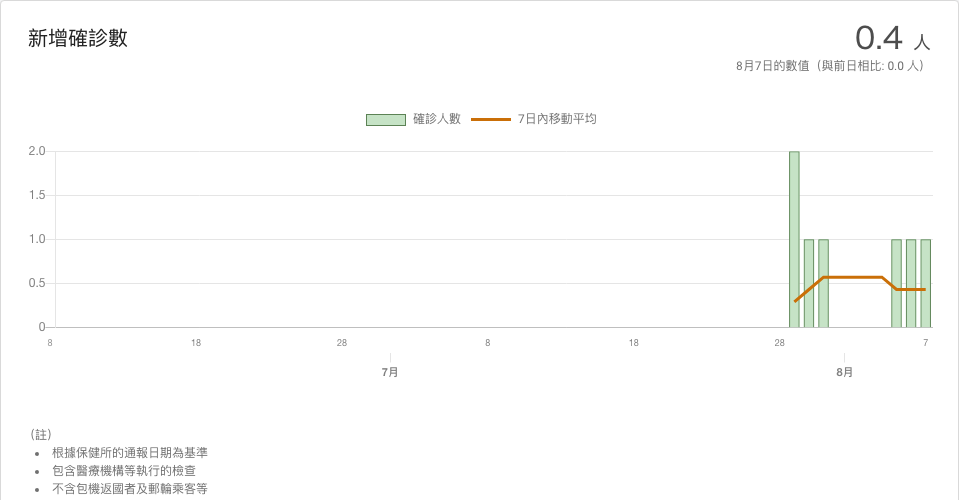 新增確診數
0.4 人
8月7日的數值（與前日相比: 0.0 人）
確診人數 7日內移動平均
2.0
1.5
1.0
0.5
0
8 18 28 8 18 28 7
7月 8月
（註）
• 根據保健所的通報日期為基準
• 包含醫療機構等執行的檢查
• 不含包機返國者及郵輪乘客等